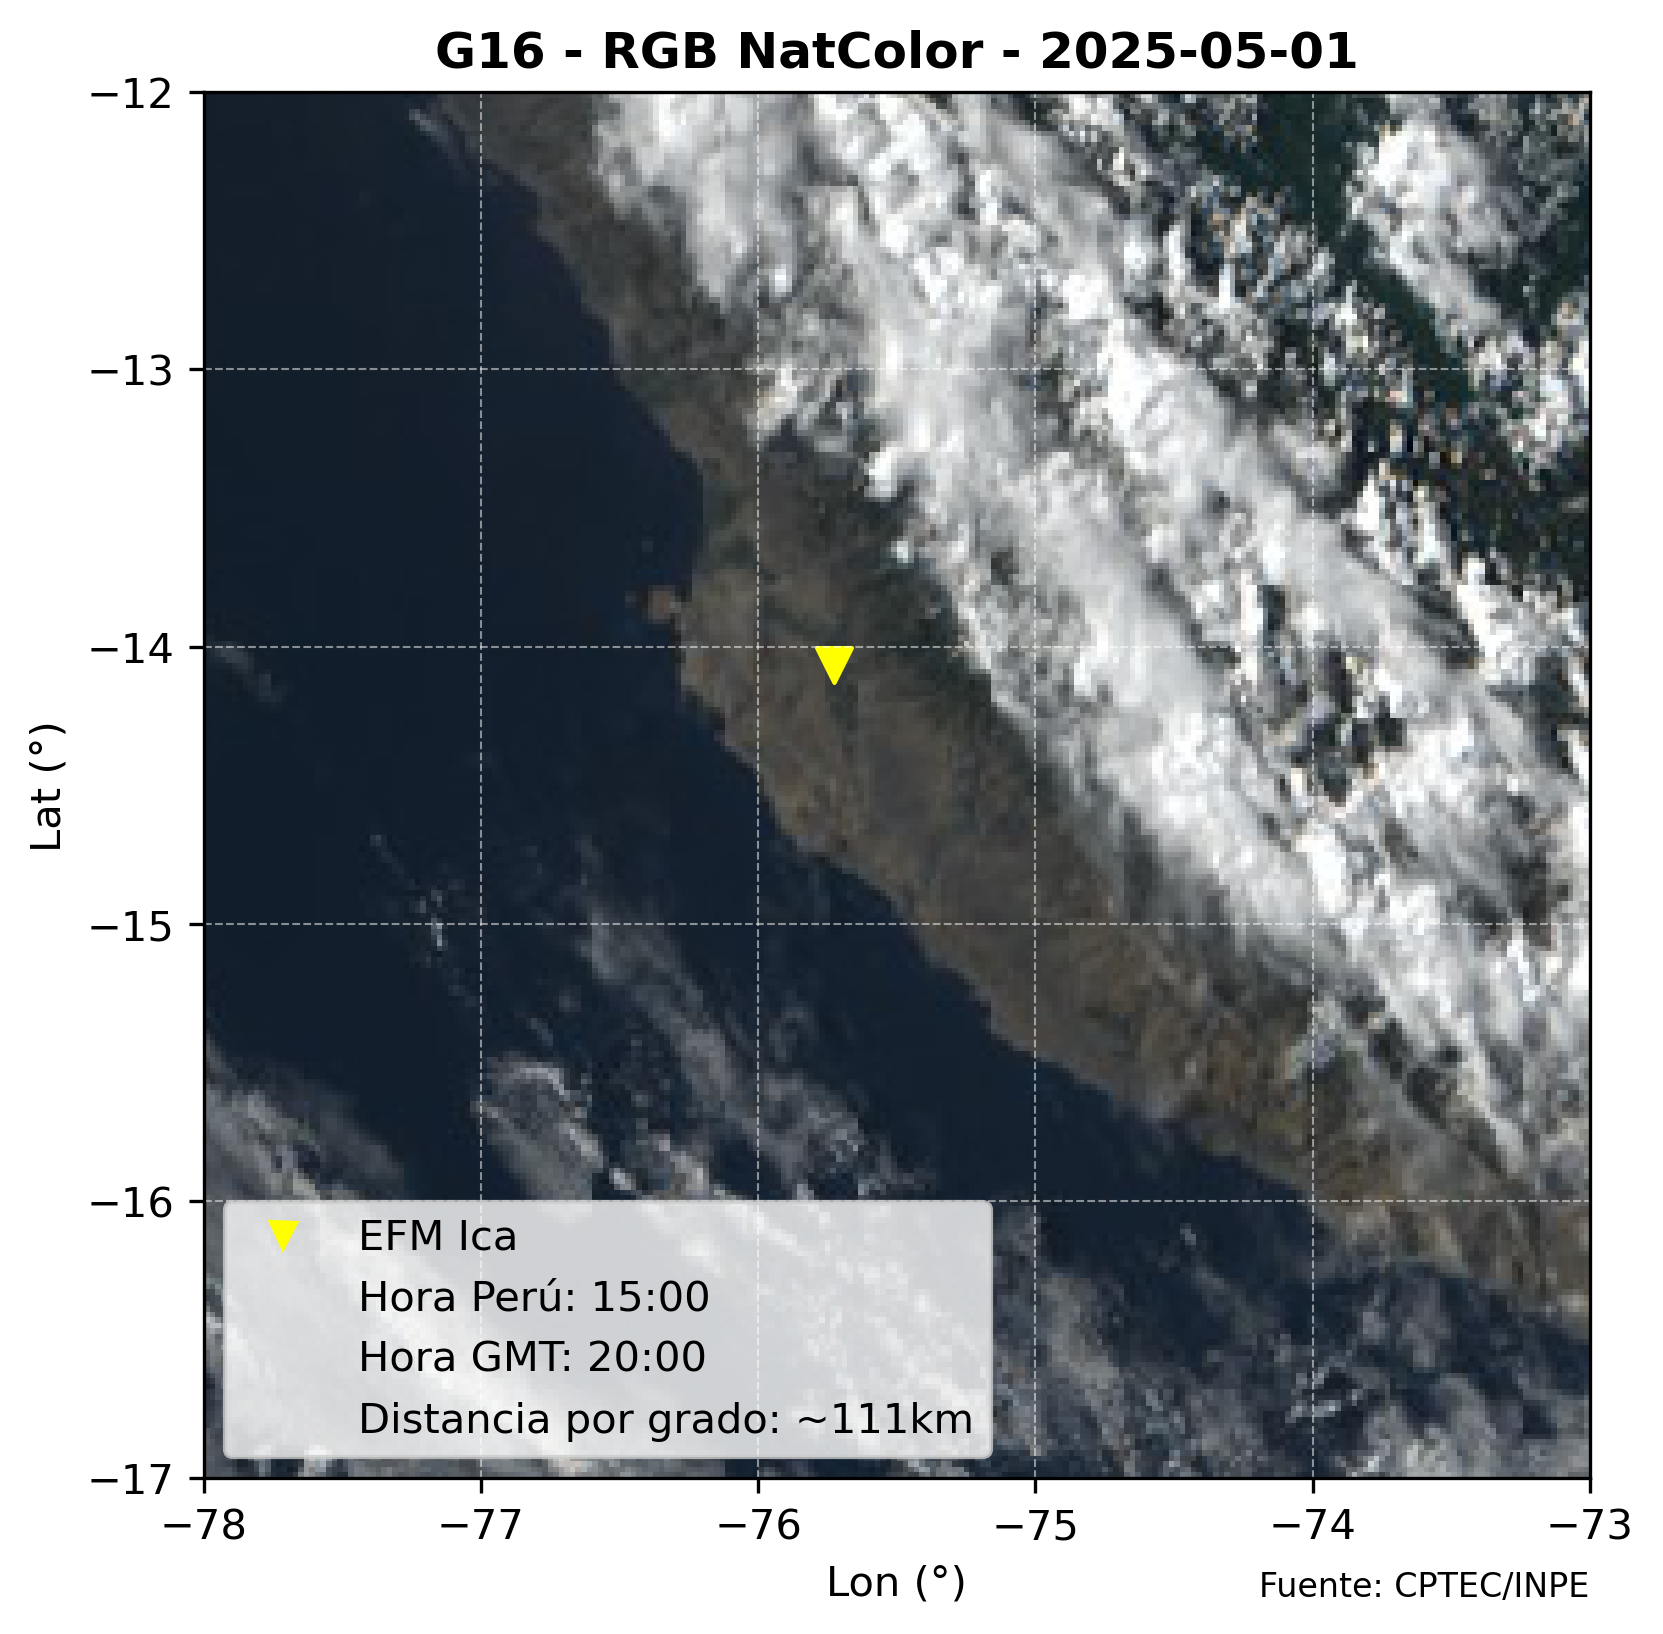 G16 - RGB NatColor - 2025-05-01
−12
−13
−14
−15
−16
−17
Lat (°)
EFM Ica
Hora Perú: 15:00
Hora GMT: 20:00
Distancia por grado: ~111km
−78 −77 −76 −75 −74 −73
Lon (°)
Fuente: CPTEC/INPE